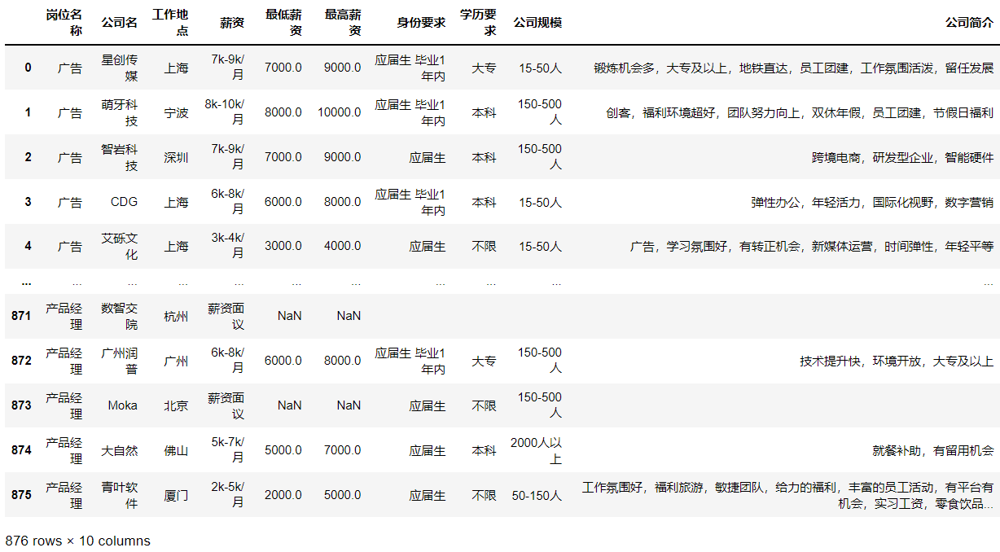 岗位名称 公司名 工作地点 薪资 最低薪资 最高薪资 身份要求 学历要求 公司规模 公司简介
0 广告 星创传媒 上海 7k-9k/月 7000.0 9000.0 应届生 毕业1年内 大专 15-50人 锻炼机会多，大专及以上，地铁直达，员工团建，工作氛围活泼，留任发展
1 广告 萌牙科技 宁波 8k-10k/月 8000.0 10000.0 应届生 毕业1年内 本科 150-500人 创客，福利环境超好，团队努力向上，双休年假，员工团建，节假日福利
2 广告 智岩科技 深圳 7k-9k/月 7000.0 9000.0 应届生 本科 150-500人 跨境电商，研发型企业，智能硬件
3 广告 CDG 上海 6k-8k/月 6000.0 8000.0 应届生 毕业1年内 本科 15-50人 弹性办公，年轻活力，国际化视野，数字营销
4 广告 艾砾文化 上海 3k-4k/月 3000.0 4000.0 应届生 不限 15-50人 广告，学习氛围好，有转正机会，新媒体运营，时间弹性，年轻平等
... ... ... ... ... ... ... ... ... ... ...
871 产品经理 数智交院 杭州 薪资面议 NaN NaN
872 产品经理 广州润普 广州 6k-8k/月 6000.0 8000.0 应届生 毕业1年内 大专 150-500人 技术提升快，环境开放，大专及以上
873 产品经理 Moka 北京 薪资面议 NaN NaN 应届生 不限 150-500人
874 产品经理 大自然 佛山 5k-7k/月 5000.0 7000.0 应届生 本科 2000人以上 就餐补助，有留用机会
875 产品经理 青叶软件 厦门 2k-5k/月 2000.0 5000.0 应届生 不限 50-150人 工作氛围好，福利旅游，敏捷团队，给力的福利，丰富的员工活动，有平台有机会，实习工资，零食饮品...
876 rows × 10 columns